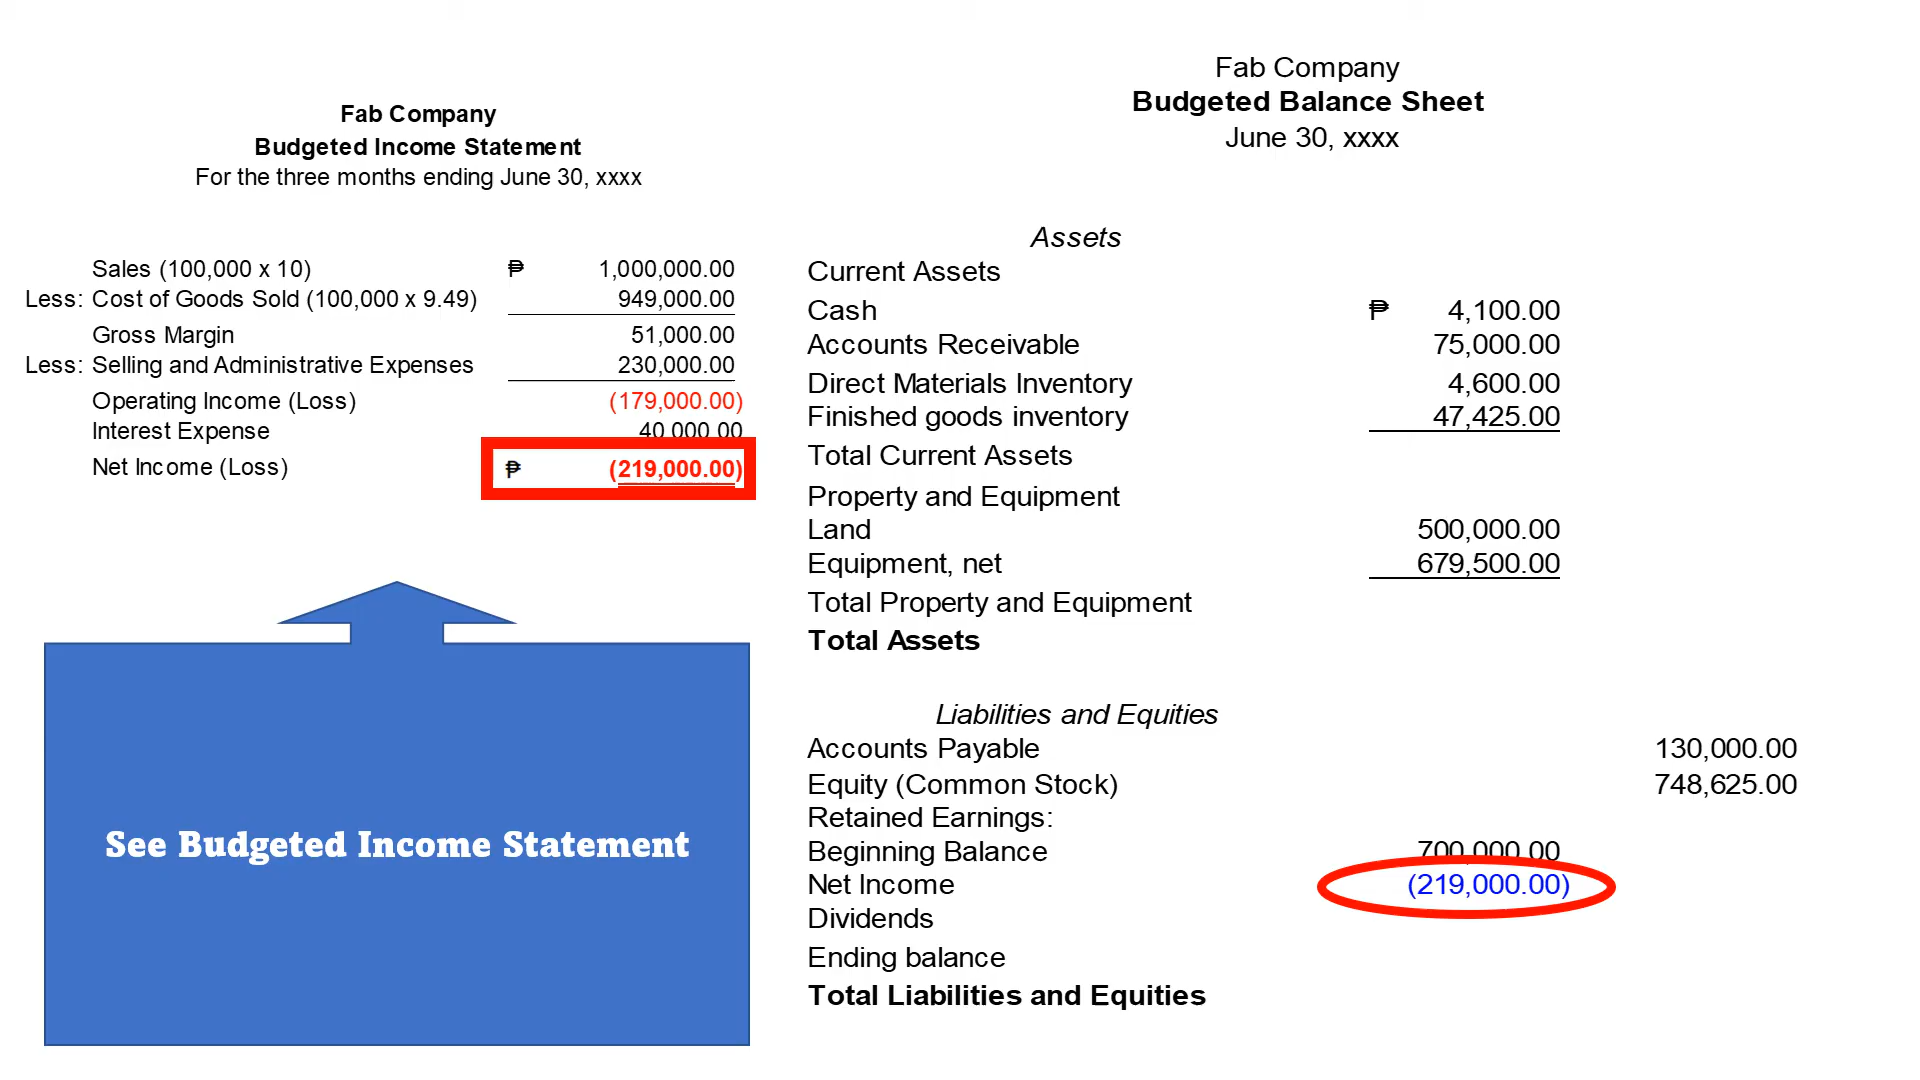 Fab Company
Budgeted Income Statement
For the three months ending June 30, xxxx
Sales (100,000 x 10) ₱ 1,000,000.00
Less: Cost of Goods Sold (100,000 x 9.49) 949,000.00
Gross Margin 51,000.00
Less: Selling and Administrative Expenses 230,000.00
Operating Income (Loss) (179,000.00)
Interest Expense 40,000.00
Net Income (Loss) ₱ (219,000.00)
See Budgeted Income Statement
Fab Company
Budgeted Balance Sheet
June 30, xxxx
Assets
Current Assets
Cash ₱ 4,100.00
Accounts Receivable 75,000.00
Direct Materials Inventory 4,600.00
Finished goods inventory 47,425.00
Total Current Assets
Property and Equipment
Land 500,000.00
Equipment, net 679,500.00
Total Property and Equipment
Total Assets
Liabilities and Equities
Accounts Payable 130,000.00
Equity (Common Stock) 748,625.00
Retained Earnings:
Beginning Balance 700,000.00
Net Income (219,000.00)
Dividends
Ending balance
Total Liabilities and Equities